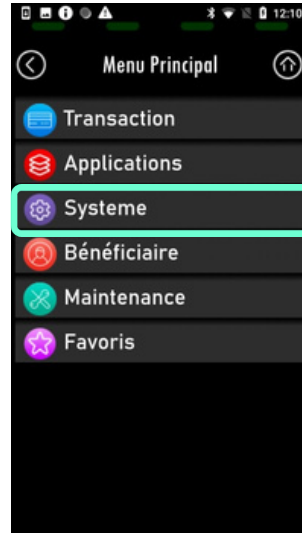 12:10
Menu Principal
Transaction
Applications
Systeme
Bénéficiaire
Maintenance
Favoris